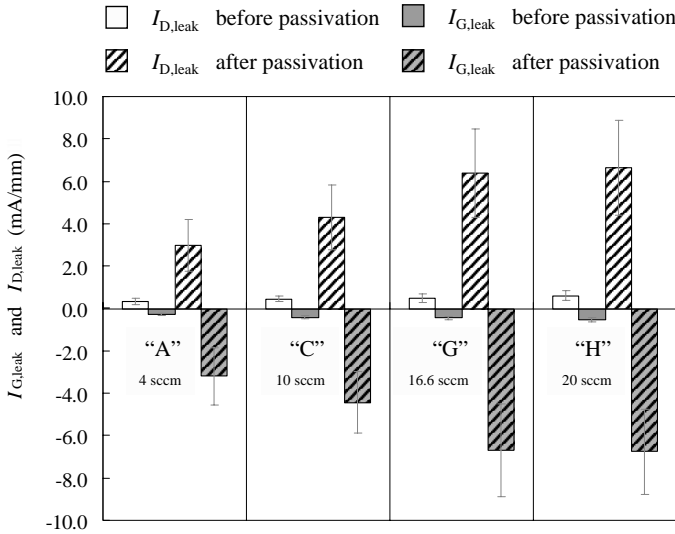 I_D,leak before passivation I_G,leak before passivation
I_D,leak after passivation I_G,leak after passivation
10.0
8.0
6.0
4.0
2.0
0.0
-2.0
-4.0
-6.0
-8.0
-10.0
I_G,leak and I_D,leak (mA/mm)
“A” “C” “G” “H”
4 sccm 10 sccm 16.6 sccm 20 sccm